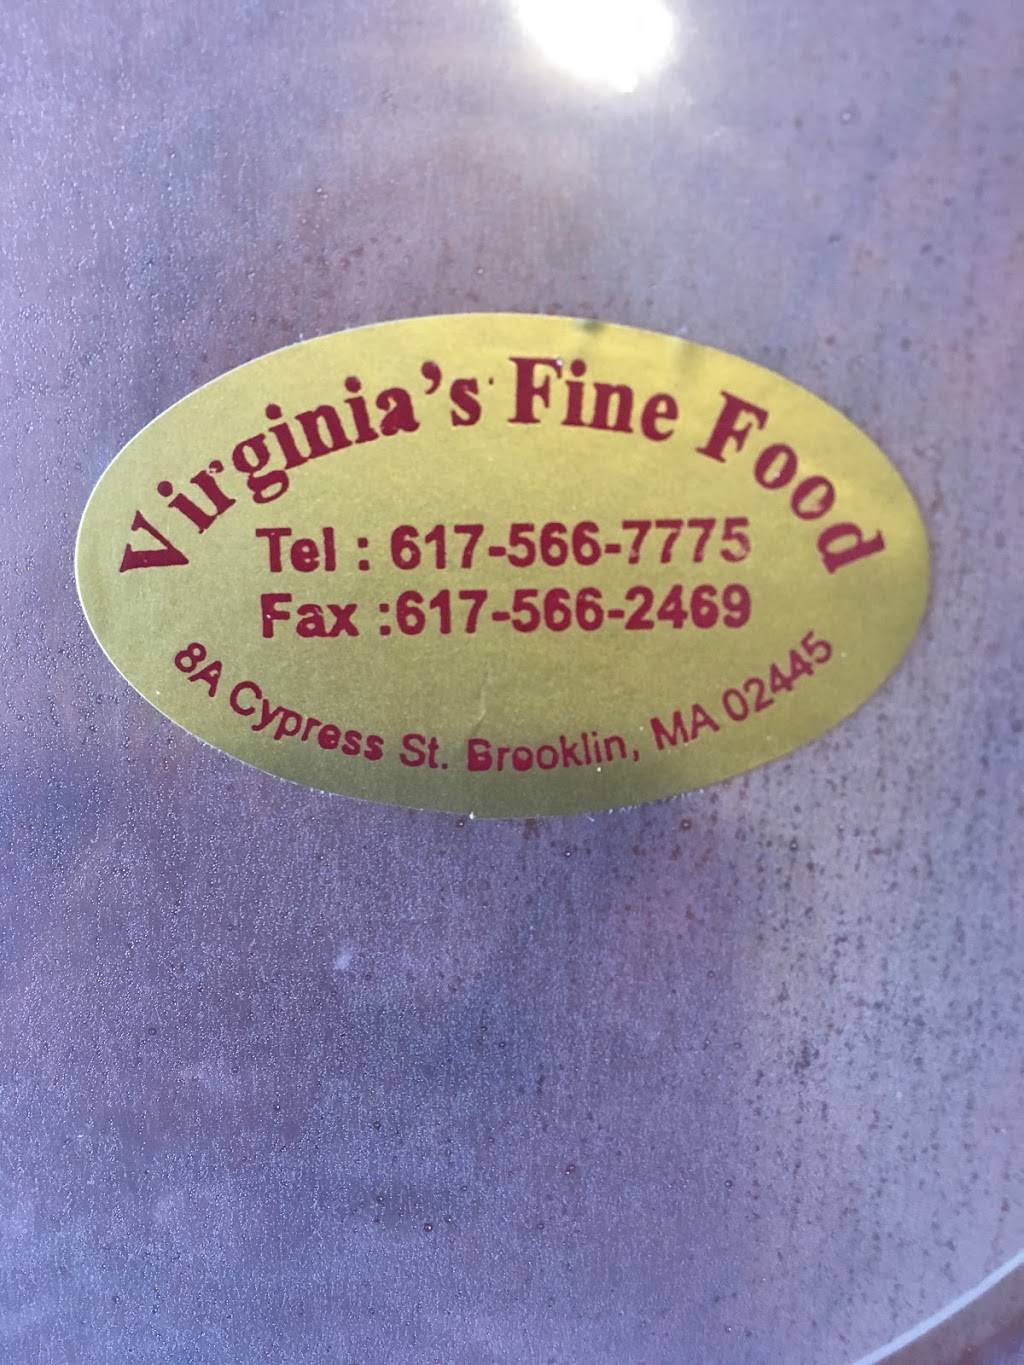 Virginia's Fine Food
Tel : 617-566-7775
Fax :617-566-2469
8A Cypress St. Brooklin, MA 02445